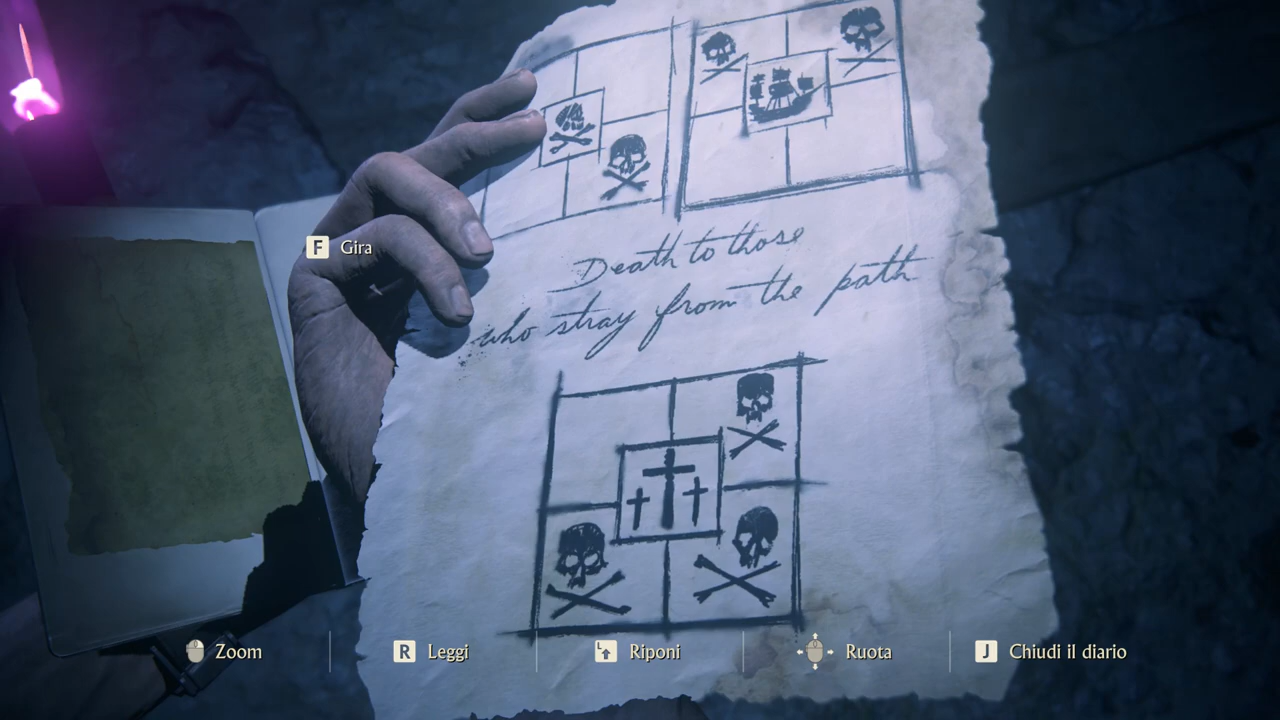 Death to those
who stray from the path
F Gira
Zoom
R Leggi
L Riponi
Ruota
J Chiudi il diario